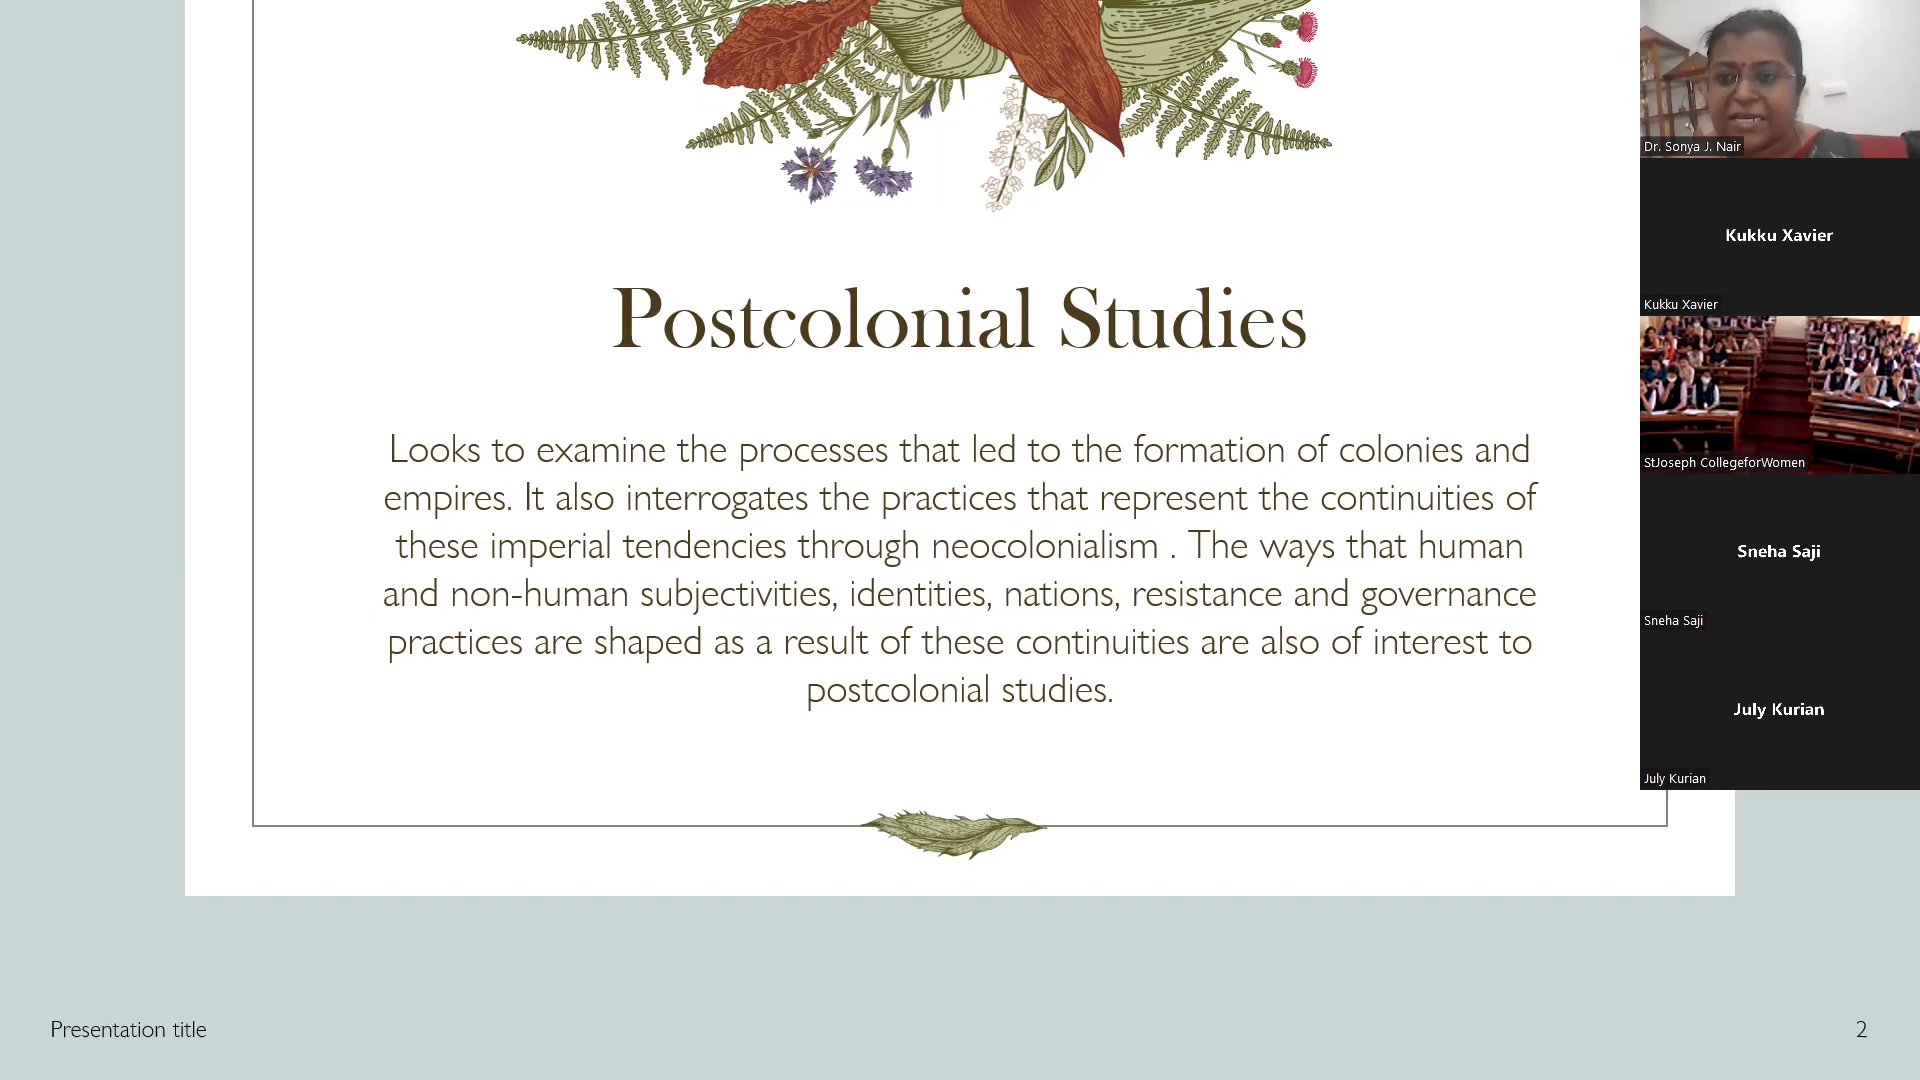 Postcolonial Studies
Looks to examine the processes that led to the formation of colonies and
empires. It also interrogates the practices that represent the continuities of
these imperial tendencies through neocolonialism . The ways that human
and non-human subjectivities, identities, nations, resistance and governance
practices are shaped as a result of these continuities are also of interest to
postcolonial studies.
Presentation title
2
Dr. Sonya J. Nair
Kukku Xavier
Kukku Xavier
StJoseph CollegeforWomen
Sneha Saji
Sneha Saji
July Kurian
July Kurian